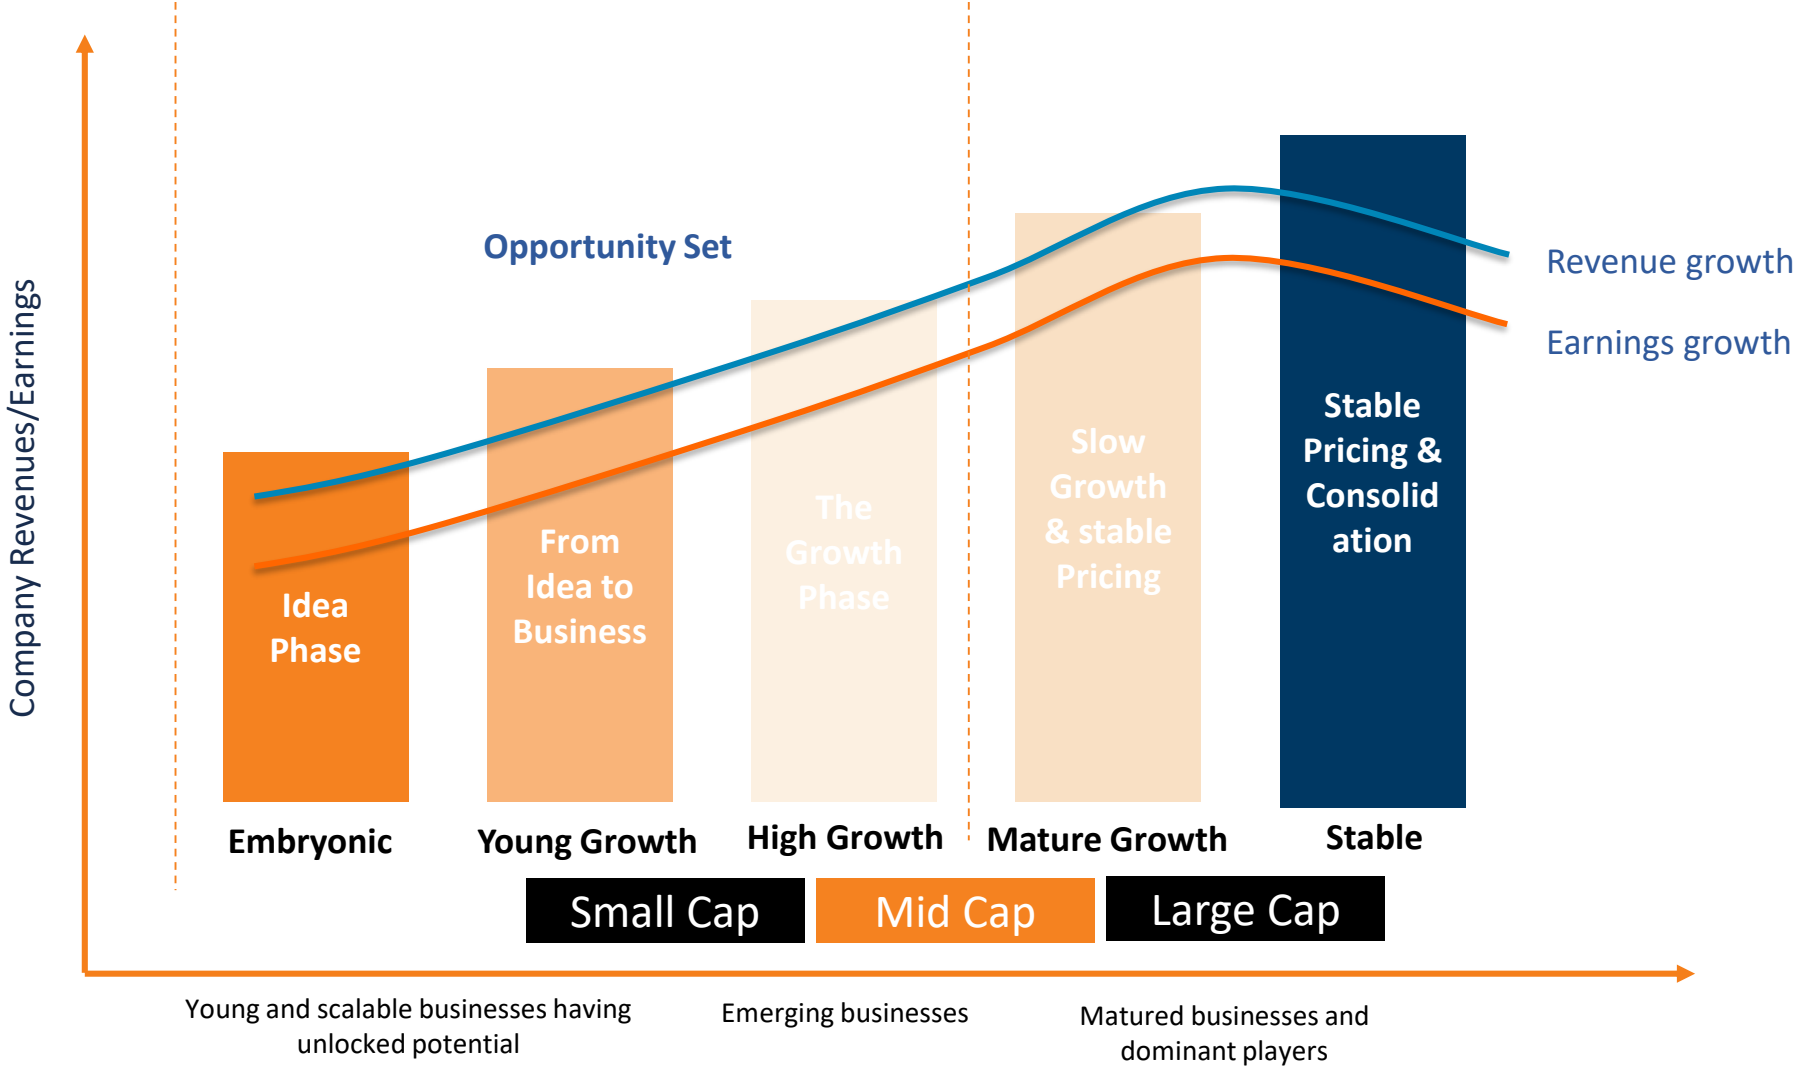 Company Revenues/Earnings
Opportunity Set
Revenue growth
Earnings growth
Idea
Phase
From
Idea to
Business
The
Growth
Phase
Slow
Growth
& stable
Pricing
Stable
Pricing &
Consolid
ation
Embryonic
Young Growth
High Growth
Mature Growth
Stable
Small Cap
Mid Cap
Large Cap
Young and scalable businesses having
unlocked potential
Emerging businesses
Matured businesses and
dominant players